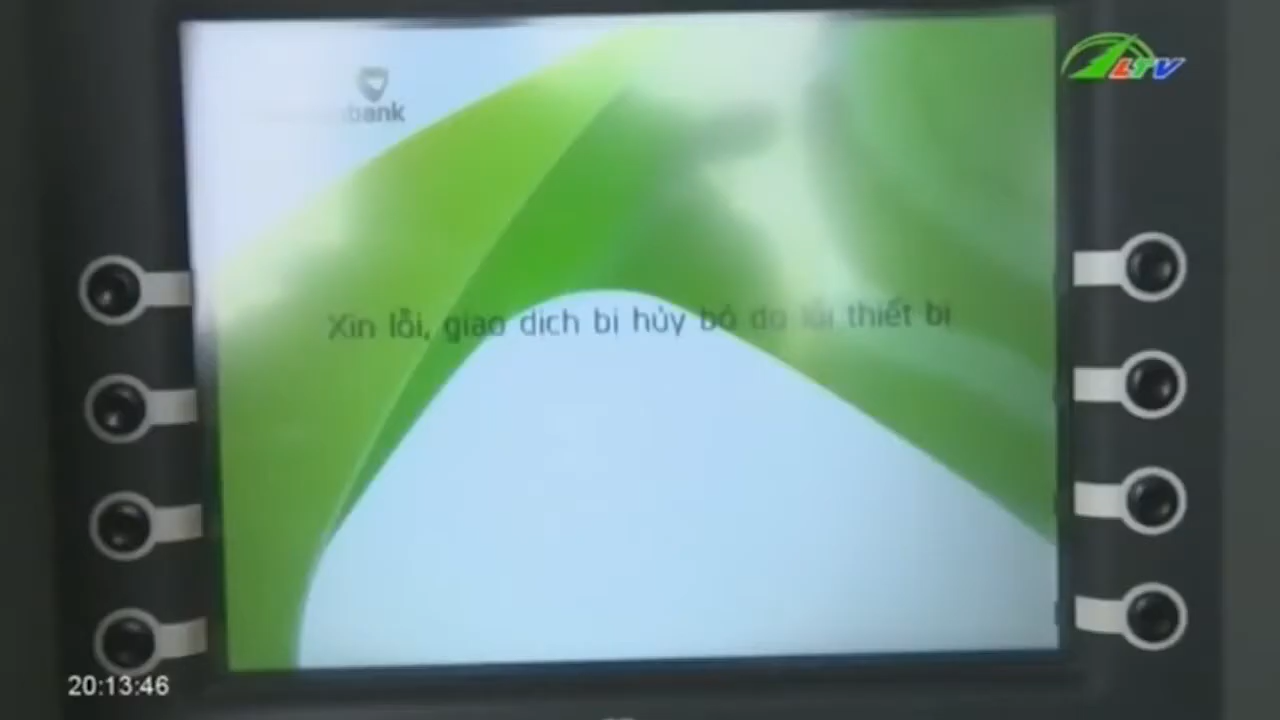 LTV
bank
Xin lỗi, giao dịch bị hủy bỏ do lỗi thiết bị
20:13:46